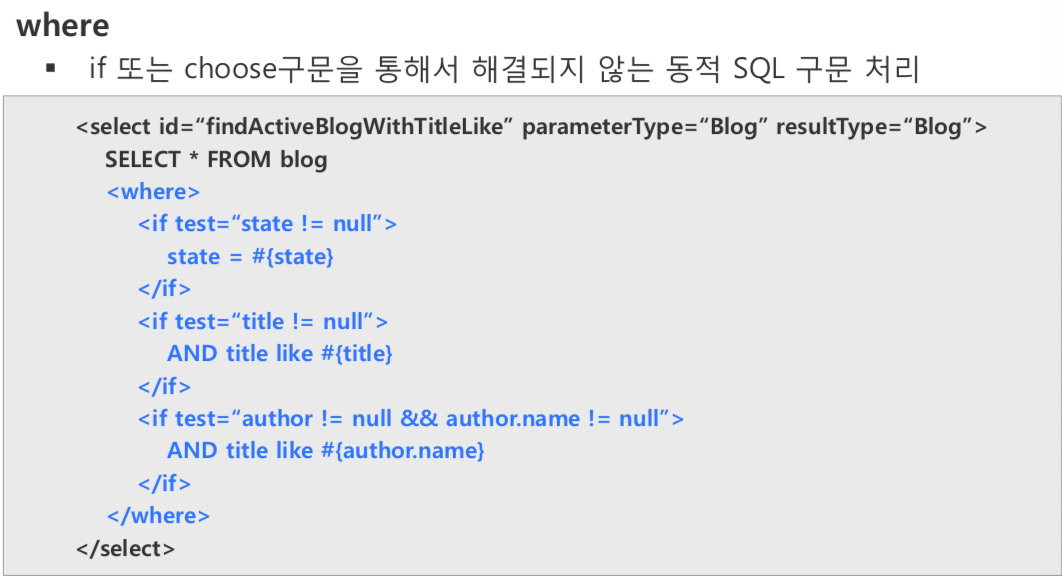 where
▪ if 또는 choose구문을 통해서 해결되지 않는 동적 SQL 구문 처리
<select id=“findActiveBlogWithTitleLike” parameterType=“Blog” resultType=“Blog”>
SELECT * FROM blog
<where>
<if test=“state != null”>
state = #{state}
</if>
<if test=“title != null”>
AND title like #{title}
</if>
<if test=“author != null && author.name != null”>
AND title like #{author.name}
</if>
</where>
</select>